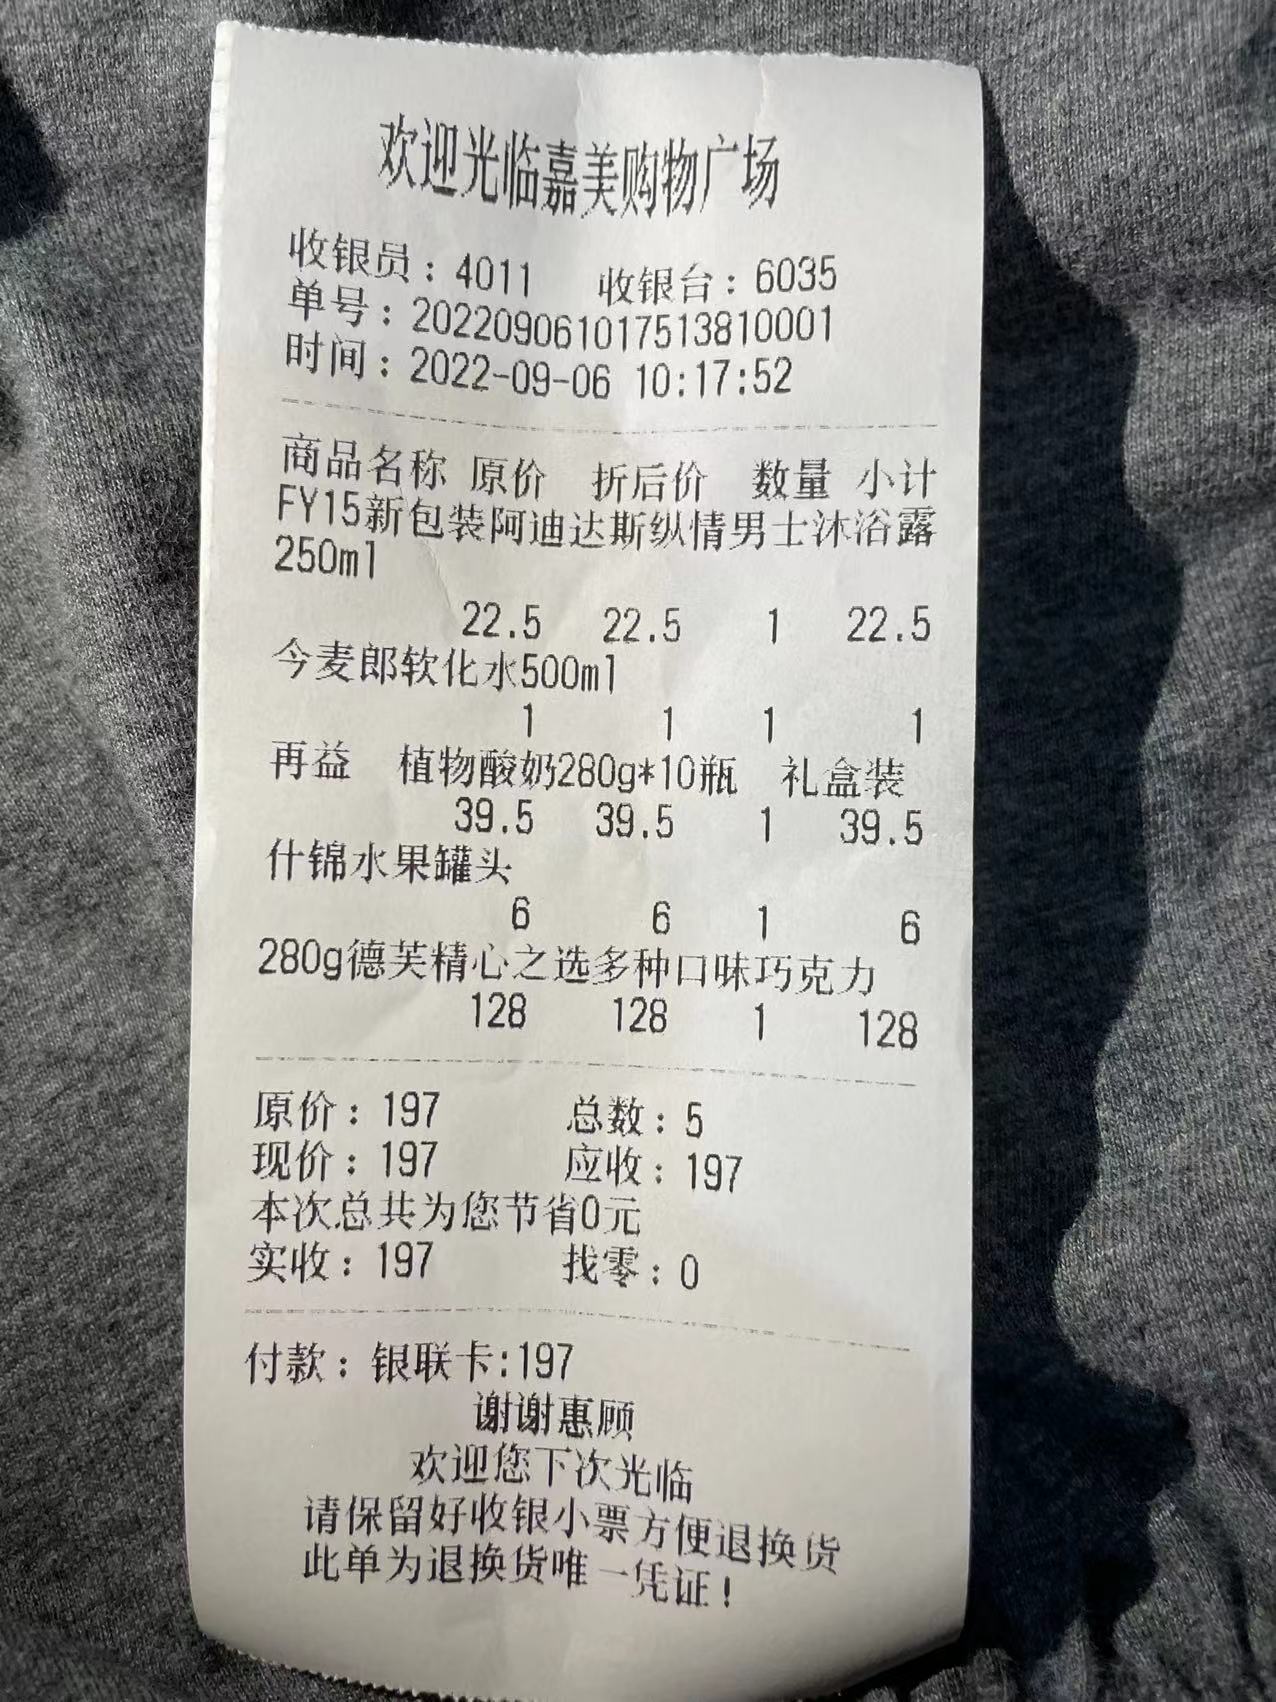 欢迎光临嘉美购物广场
收银员：4011 收银台：6035
单号：202209061017513810001
时间：2022-09-06 10:17:52
商品名称 原价 折后价 数量 小计
FY15新包装阿迪达斯纵情男士沐浴露
250ml
22.5 22.5 1 22.5
今麦郎软化水500ml
1 1 1 1
再益 植物酸奶280g*10瓶 礼盒装
39.5 39.5 1 39.5
什锦水果罐头
6 6 1 6
280g德芙精心之选多种口味巧克力
128 128 1 128
原价：197 总数：5
现价：197 应收：197
本次总共为您节省0元
实收：197 找零：0
付款：银联卡:197
谢谢惠顾
欢迎您下次光临
请保留好收银小票方便退换货
此单为退换货唯一凭证！